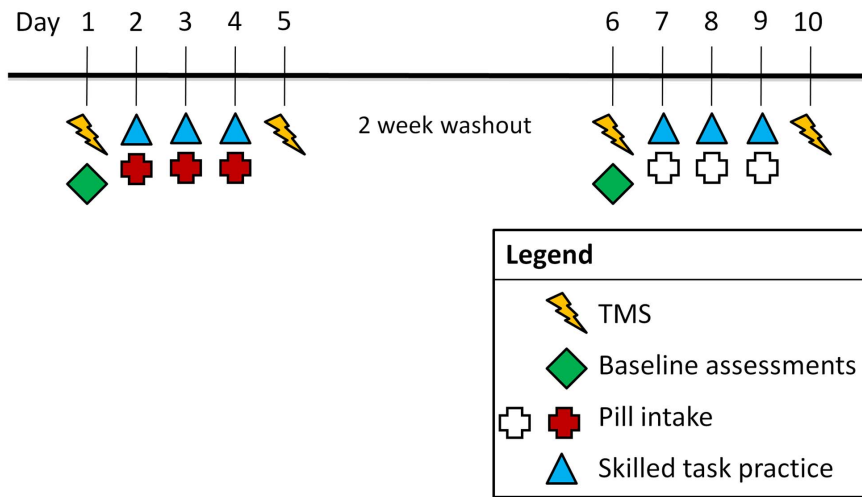 Day 1 2 3 4 5 6 7 8 9 10
2 week washout
Legend
TMS
Baseline assessments
Pill intake
Skilled task practice